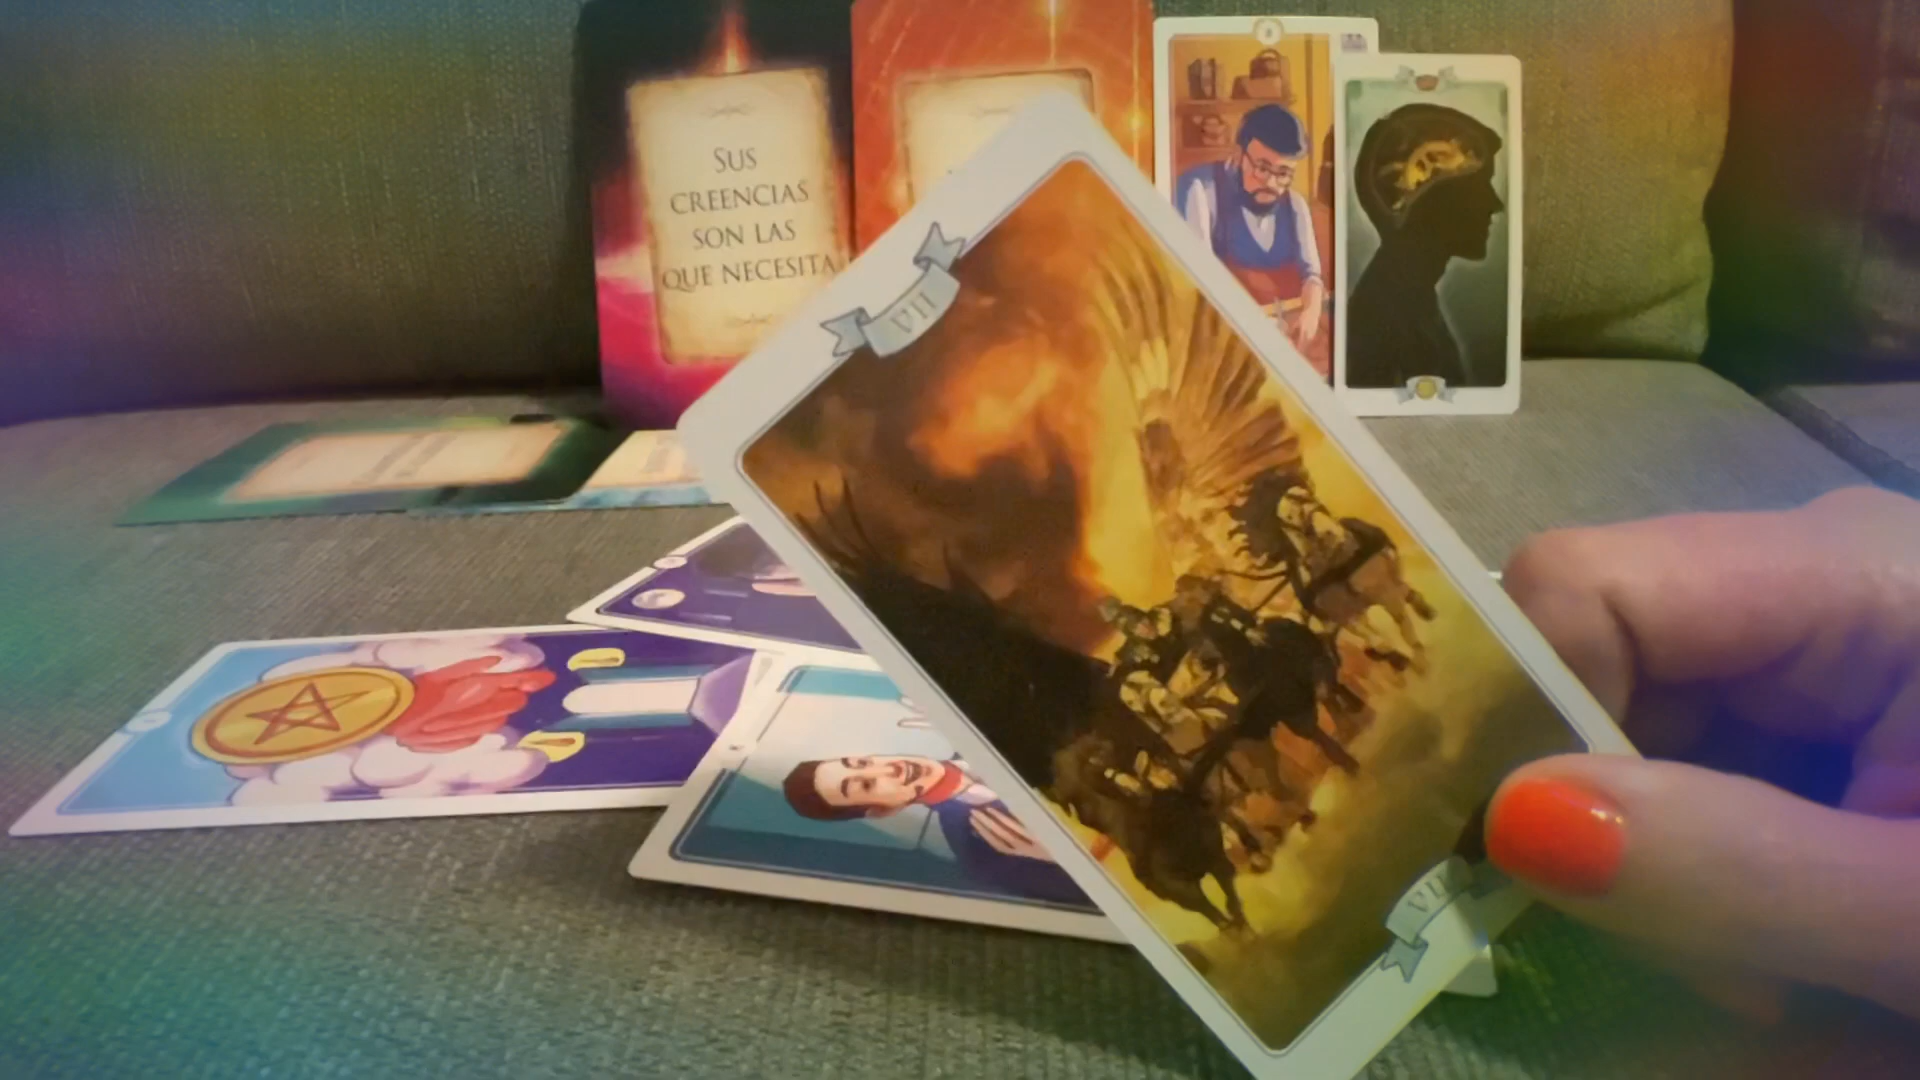 SUS
CREENCIAS
SON LAS
QUE NECESITA
VII
VII